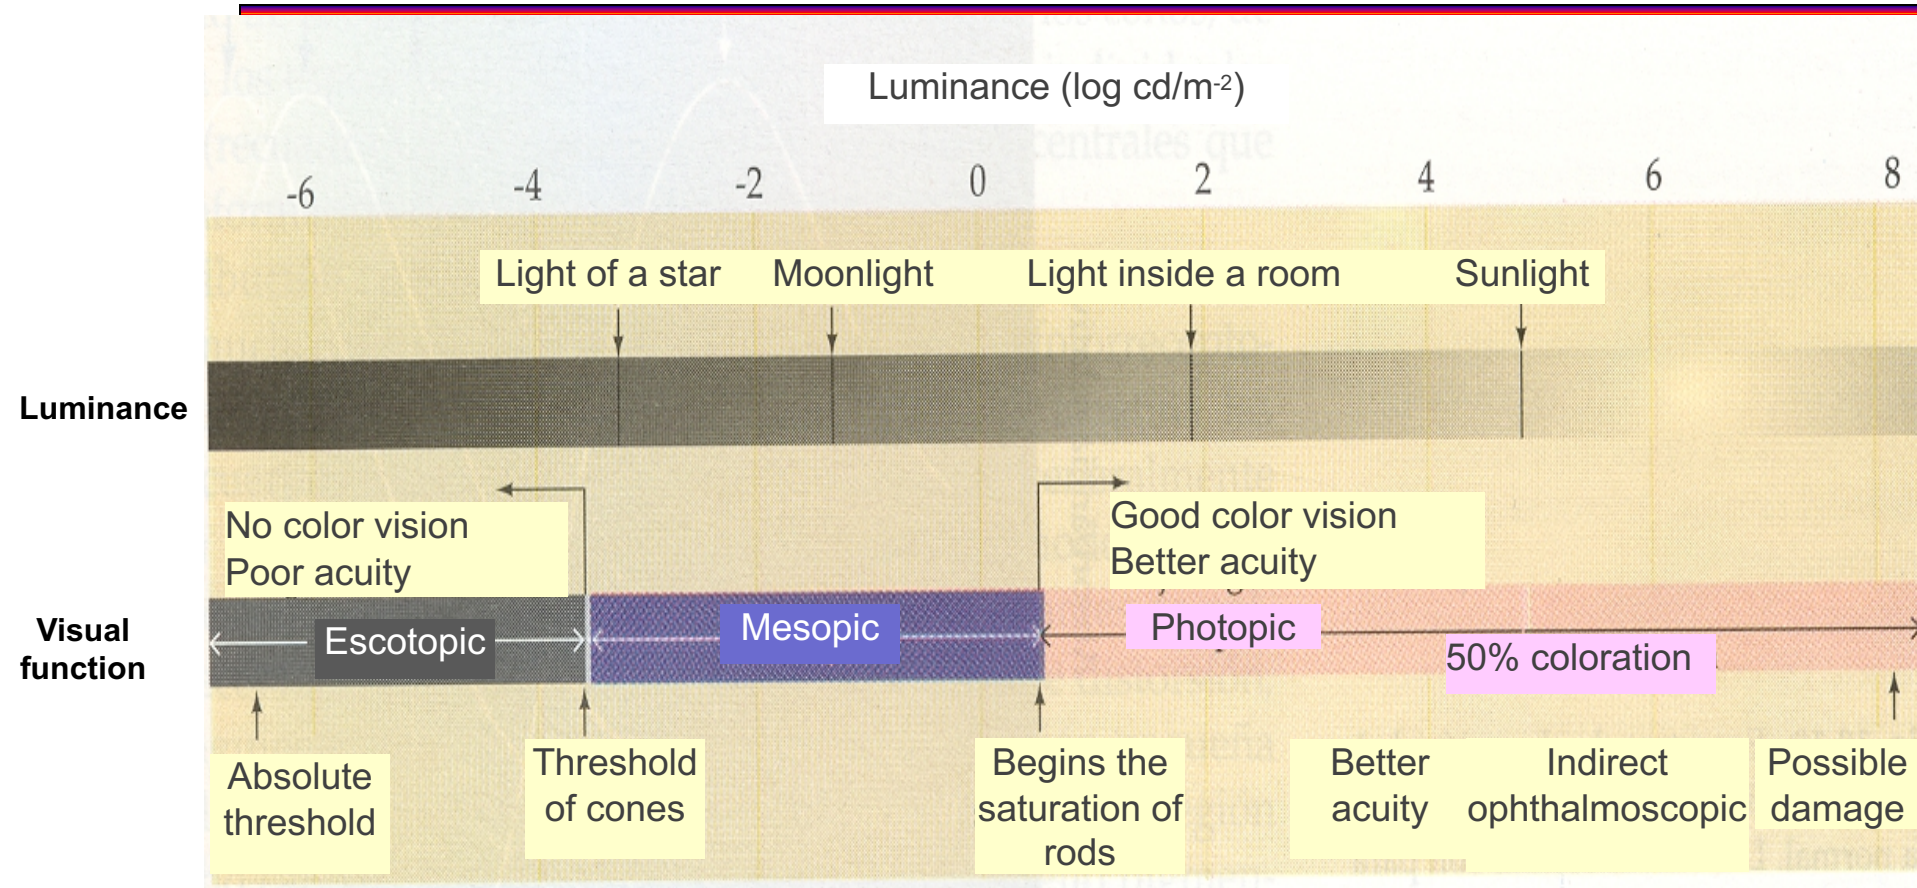 Luminance (log cd/m-2)
centrales que
-6 -4 -2 0 2 4 6 8
Light of a star Moonlight Light inside a room Sunlight
Luminance
No color vision
Poor acuity
Good color vision
Better acuity
Visual
function
Escotopic
Mesopic
Photopic
50% coloration
Absolute
threshold
Threshold
of cones
Begins the
saturation of
rods
Better
acuity
Indirect
ophthalmoscopic
Possible
damage